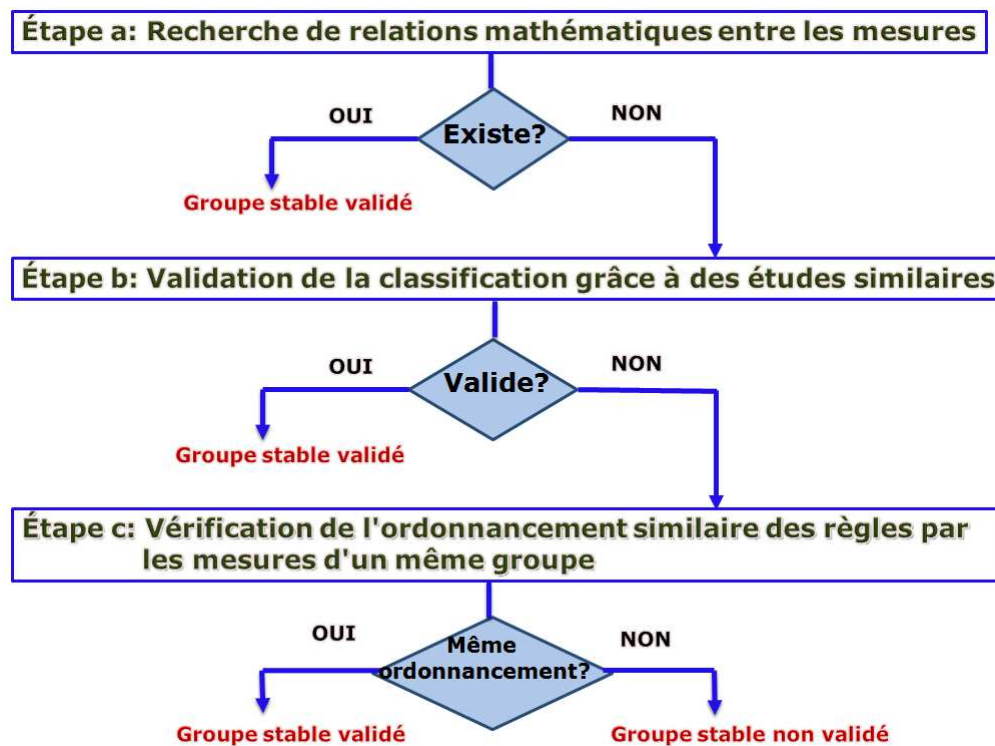 Étape a: Recherche de relations mathématiques entre les mesures
OUI
NON
Existe?
Groupe stable validé
Étape b: Validation de la classification grâce à des études similaires
OUI
NON
Valide?
Groupe stable validé
Étape c: Vérification de l'ordonnancement similaire des règles par
les mesures d'un même groupe
OUI
NON
Même
ordonnancement?
Groupe stable validé
Groupe stable non validé